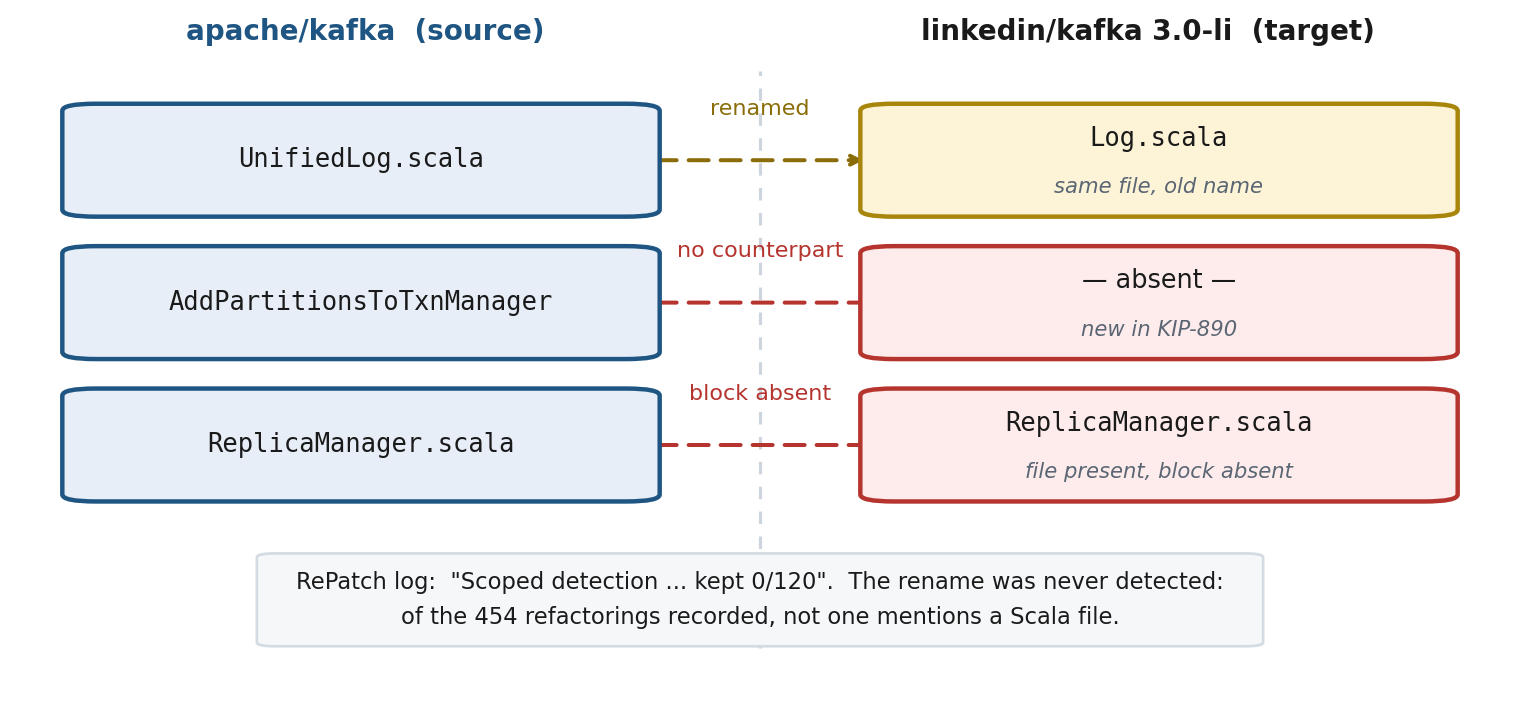 apache/kafka  (source)
linkedin/kafka 3.0-li  (target)
renamed
UnifiedLog.scala
Log.scala
same file, old name
no counterpart
AddPartitionsToTxnManager
— absent —
new in KIP-890
block absent
ReplicaManager.scala
ReplicaManager.scala
file present, block absent
RePatch log:  "Scoped detection ... kept 0/120".  The rename was never detected:
of the 454 refactorings recorded, not one mentions a Scala file.